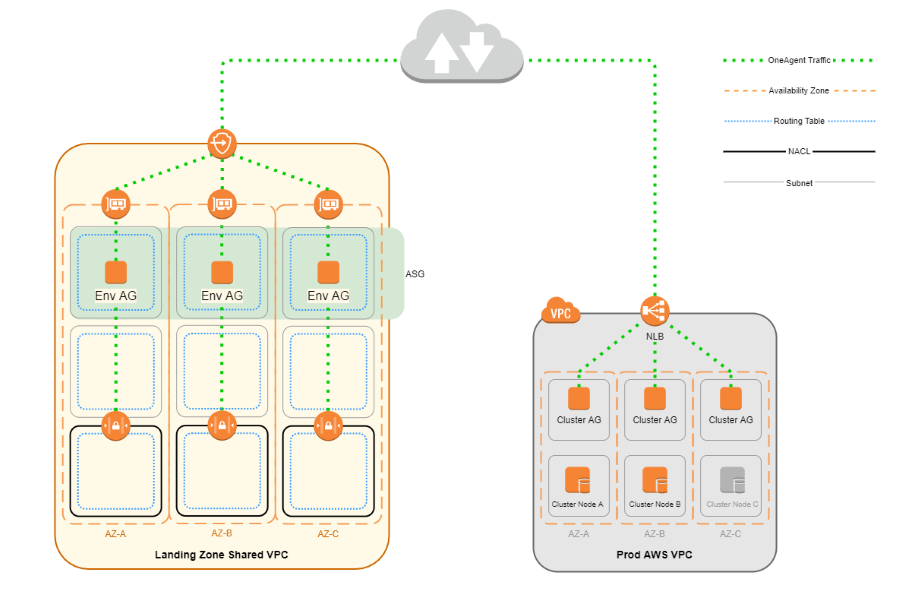 OneAgent Traffic
Availability Zone
Routing Table
NACL
Subnet
ASG
Env AG
Env AG
Env AG
VPC
NLB
Cluster AG
Cluster AG
Cluster AG
Cluster Node A
Cluster Node B
Cluster Node C
AZ-A
AZ-B
AZ-C
Landing Zone Shared VPC
AZ-A
AZ-B
AZ-C
Prod AWS VPC